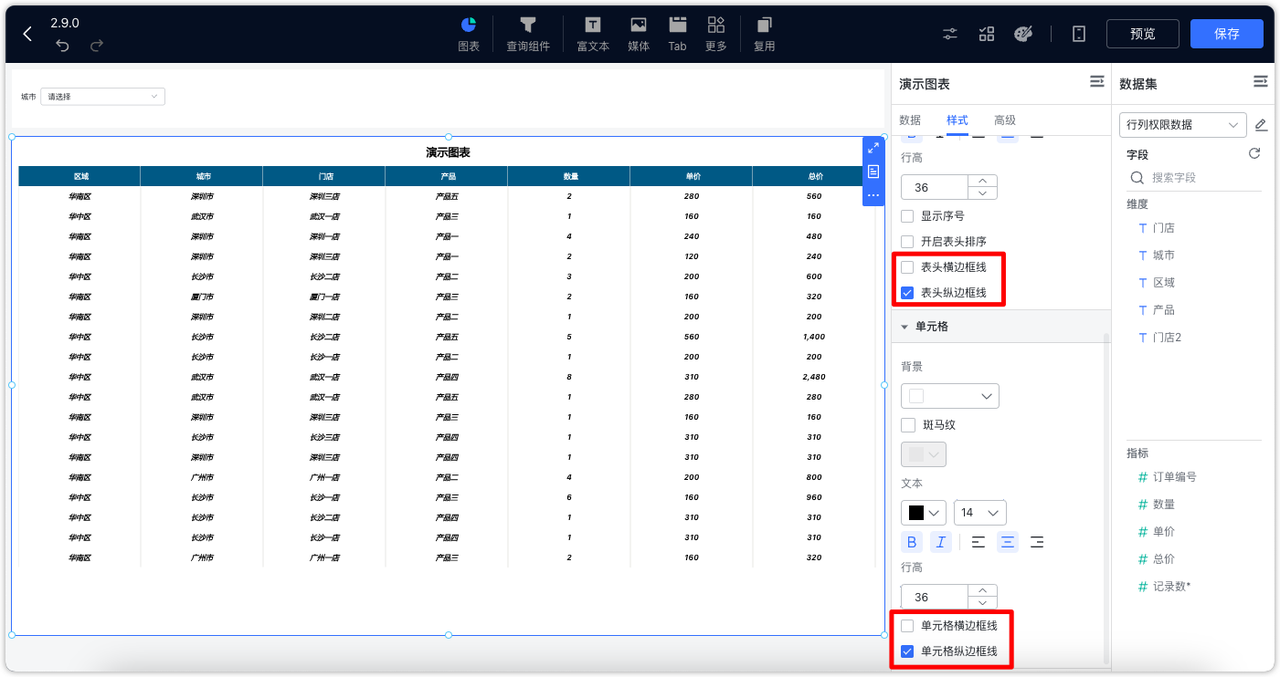 2.9.0
图表
查询组件
富文本
媒体
Tab
更多
复用
预览
保存
城市 请选择
演示图表
区域 城市 门店 产品 数量 单价 总价
华南区 深圳市 深圳三店 产品五 2 280 560
华中区 武汉市 武汉一店 产品三 1 160 160
华南区 深圳市 深圳一店 产品一 4 240 480
华南区 深圳市 深圳三店 产品一 2 120 240
华中区 长沙市 长沙二店 产品二 3 200 600
华南区 厦门市 厦门一店 产品三 2 160 320
华南区 深圳市 深圳二店 产品二 1 200 200
华中区 长沙市 长沙二店 产品五 5 560 1,400
华中区 长沙市 长沙一店 产品二 1 200 200
华中区 武汉市 武汉一店 产品四 8 310 2,480
华中区 武汉市 武汉一店 产品五 1 280 280
华南区 深圳市 深圳三店 产品三 1 160 160
华中区 长沙市 长沙三店 产品四 1 310 310
华南区 深圳市 深圳三店 产品四 1 310 310
华南区 广州市 广州一店 产品二 4 200 800
华中区 长沙市 长沙一店 产品三 6 160 960
华中区 长沙市 长沙二店 产品四 1 310 310
华中区 长沙市 长沙一店 产品四 1 310 310
华南区 广州市 广州一店 产品三 2 160 320
演示图表
数据 样式 高级
行高
36
显示序号
开启表头排序
表头横边框线
表头纵边框线
单元格
背景
斑马纹
文本
14
B I
行高
36
单元格横边框线
单元格纵边框线
数据集
行列权限数据
字段
搜索字段
维度
T 门店
T 城市
T 区域
T 产品
T 门店2
指标
# 订单编号
# 数量
# 单价
# 总价
# 记录数*